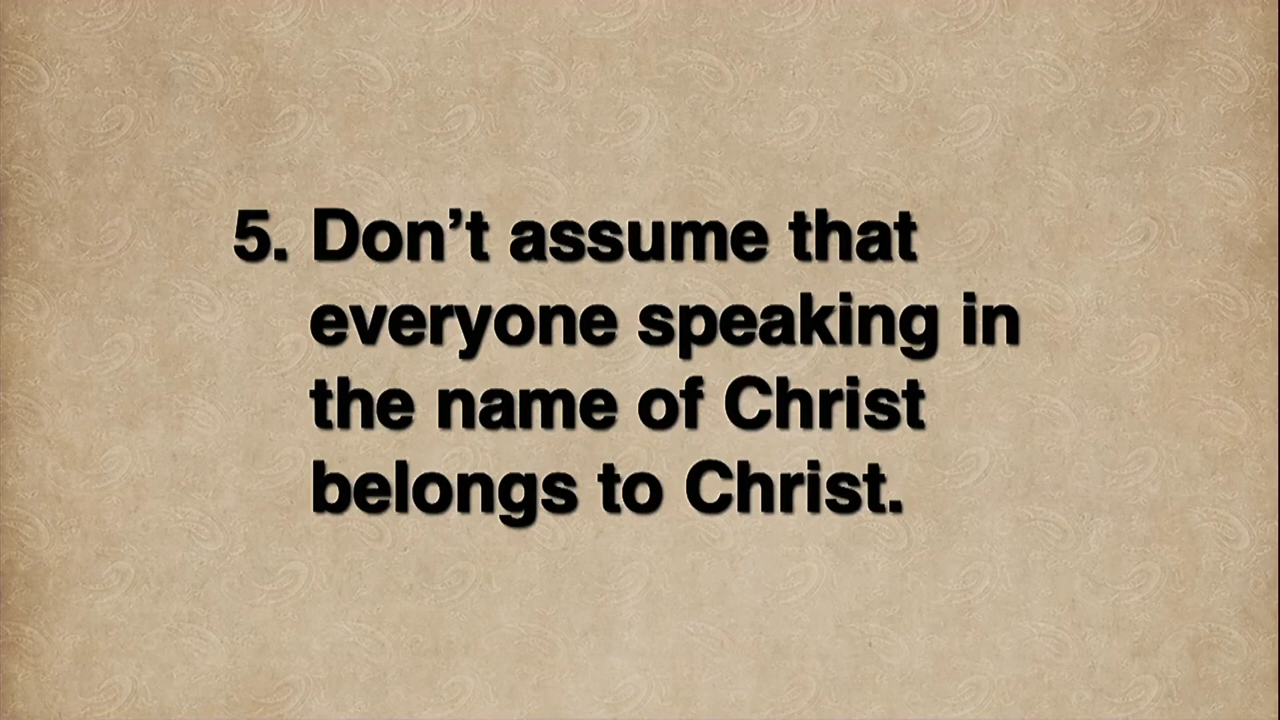 5. Don’t assume that
everyone speaking in
the name of Christ
belongs to Christ.